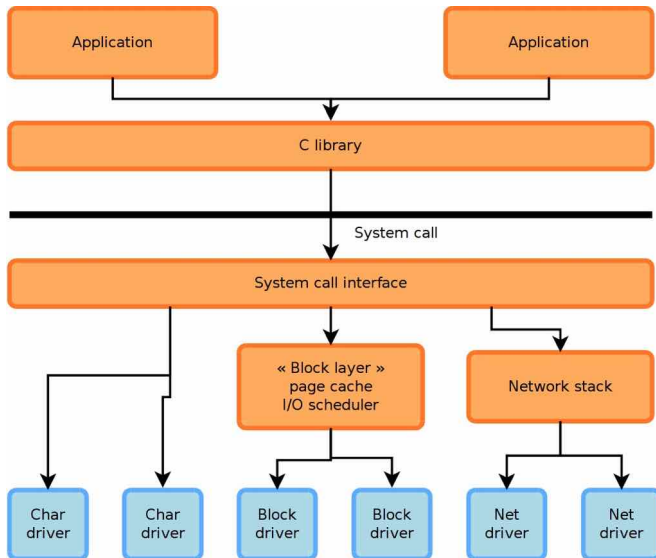 Application
Application
C library
System call
System call interface
« Block layer »
page cache
I/O scheduler
Network stack
Char
driver
Char
driver
Block
driver
Block
driver
Net
driver
Net
driver